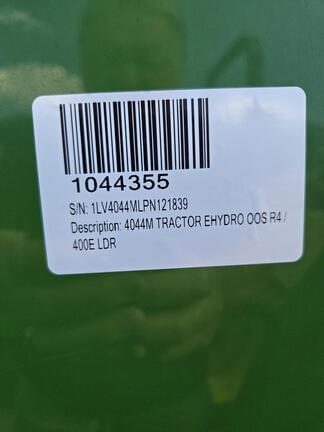 1044355
S/N: 1LV4044MLPN121839
Description: 4044M TRACTOR EHYDRO OOS R4 /
400E LDR